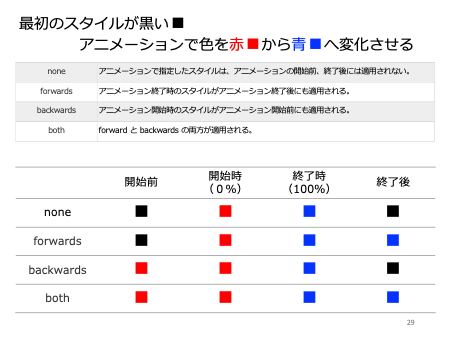 最初のスタイルが黒い■
アニメーションで色を赤■から青■へ変化させる
none アニメーションで指定したスタイルは、アニメーションの開始前、終了後には適用されない。
forwards アニメーション終了時のスタイルがアニメーション終了後にも適用される。
backwards アニメーション開始時のスタイルがアニメーション開始前にも適用される。
both forward と backwards の両方が適用される。
開始前 開始時（０％） 終了時（100%） 終了後
none ■ ■ ■ ■
forwards ■ ■ ■ ■
backwards ■ ■ ■ ■
both ■ ■ ■ ■
29